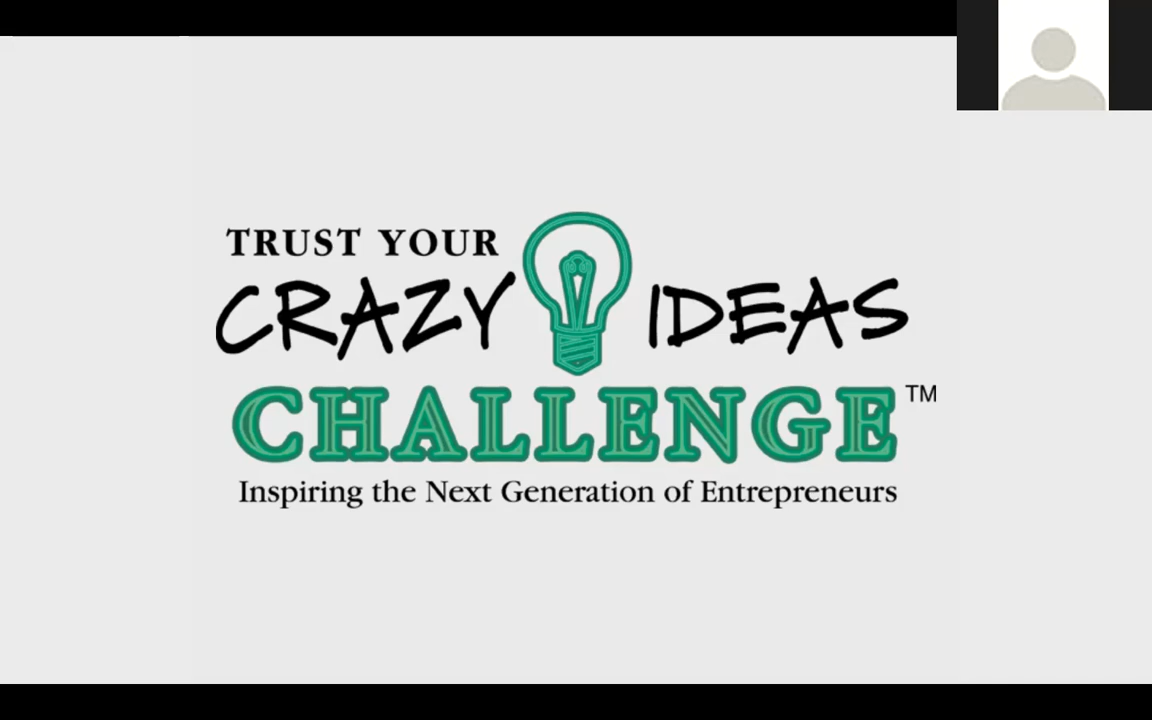 TRUST YOUR
CRAZY IDEAS
CHALLENGE™
Inspiring the Next Generation of Entrepreneurs